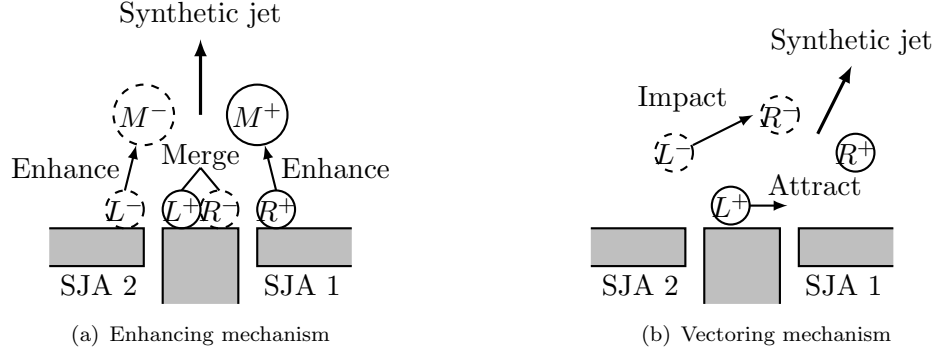 Synthetic jet
M⁻ M⁺
Merge
Enhance Enhance
L⁻ L⁺ R⁻ R⁺
SJA 2 SJA 1
(a) Enhancing mechanism
Synthetic jet
Impact
R⁻
L⁻ R⁺
Attract
L⁺
SJA 2 SJA 1
(b) Vectoring mechanism